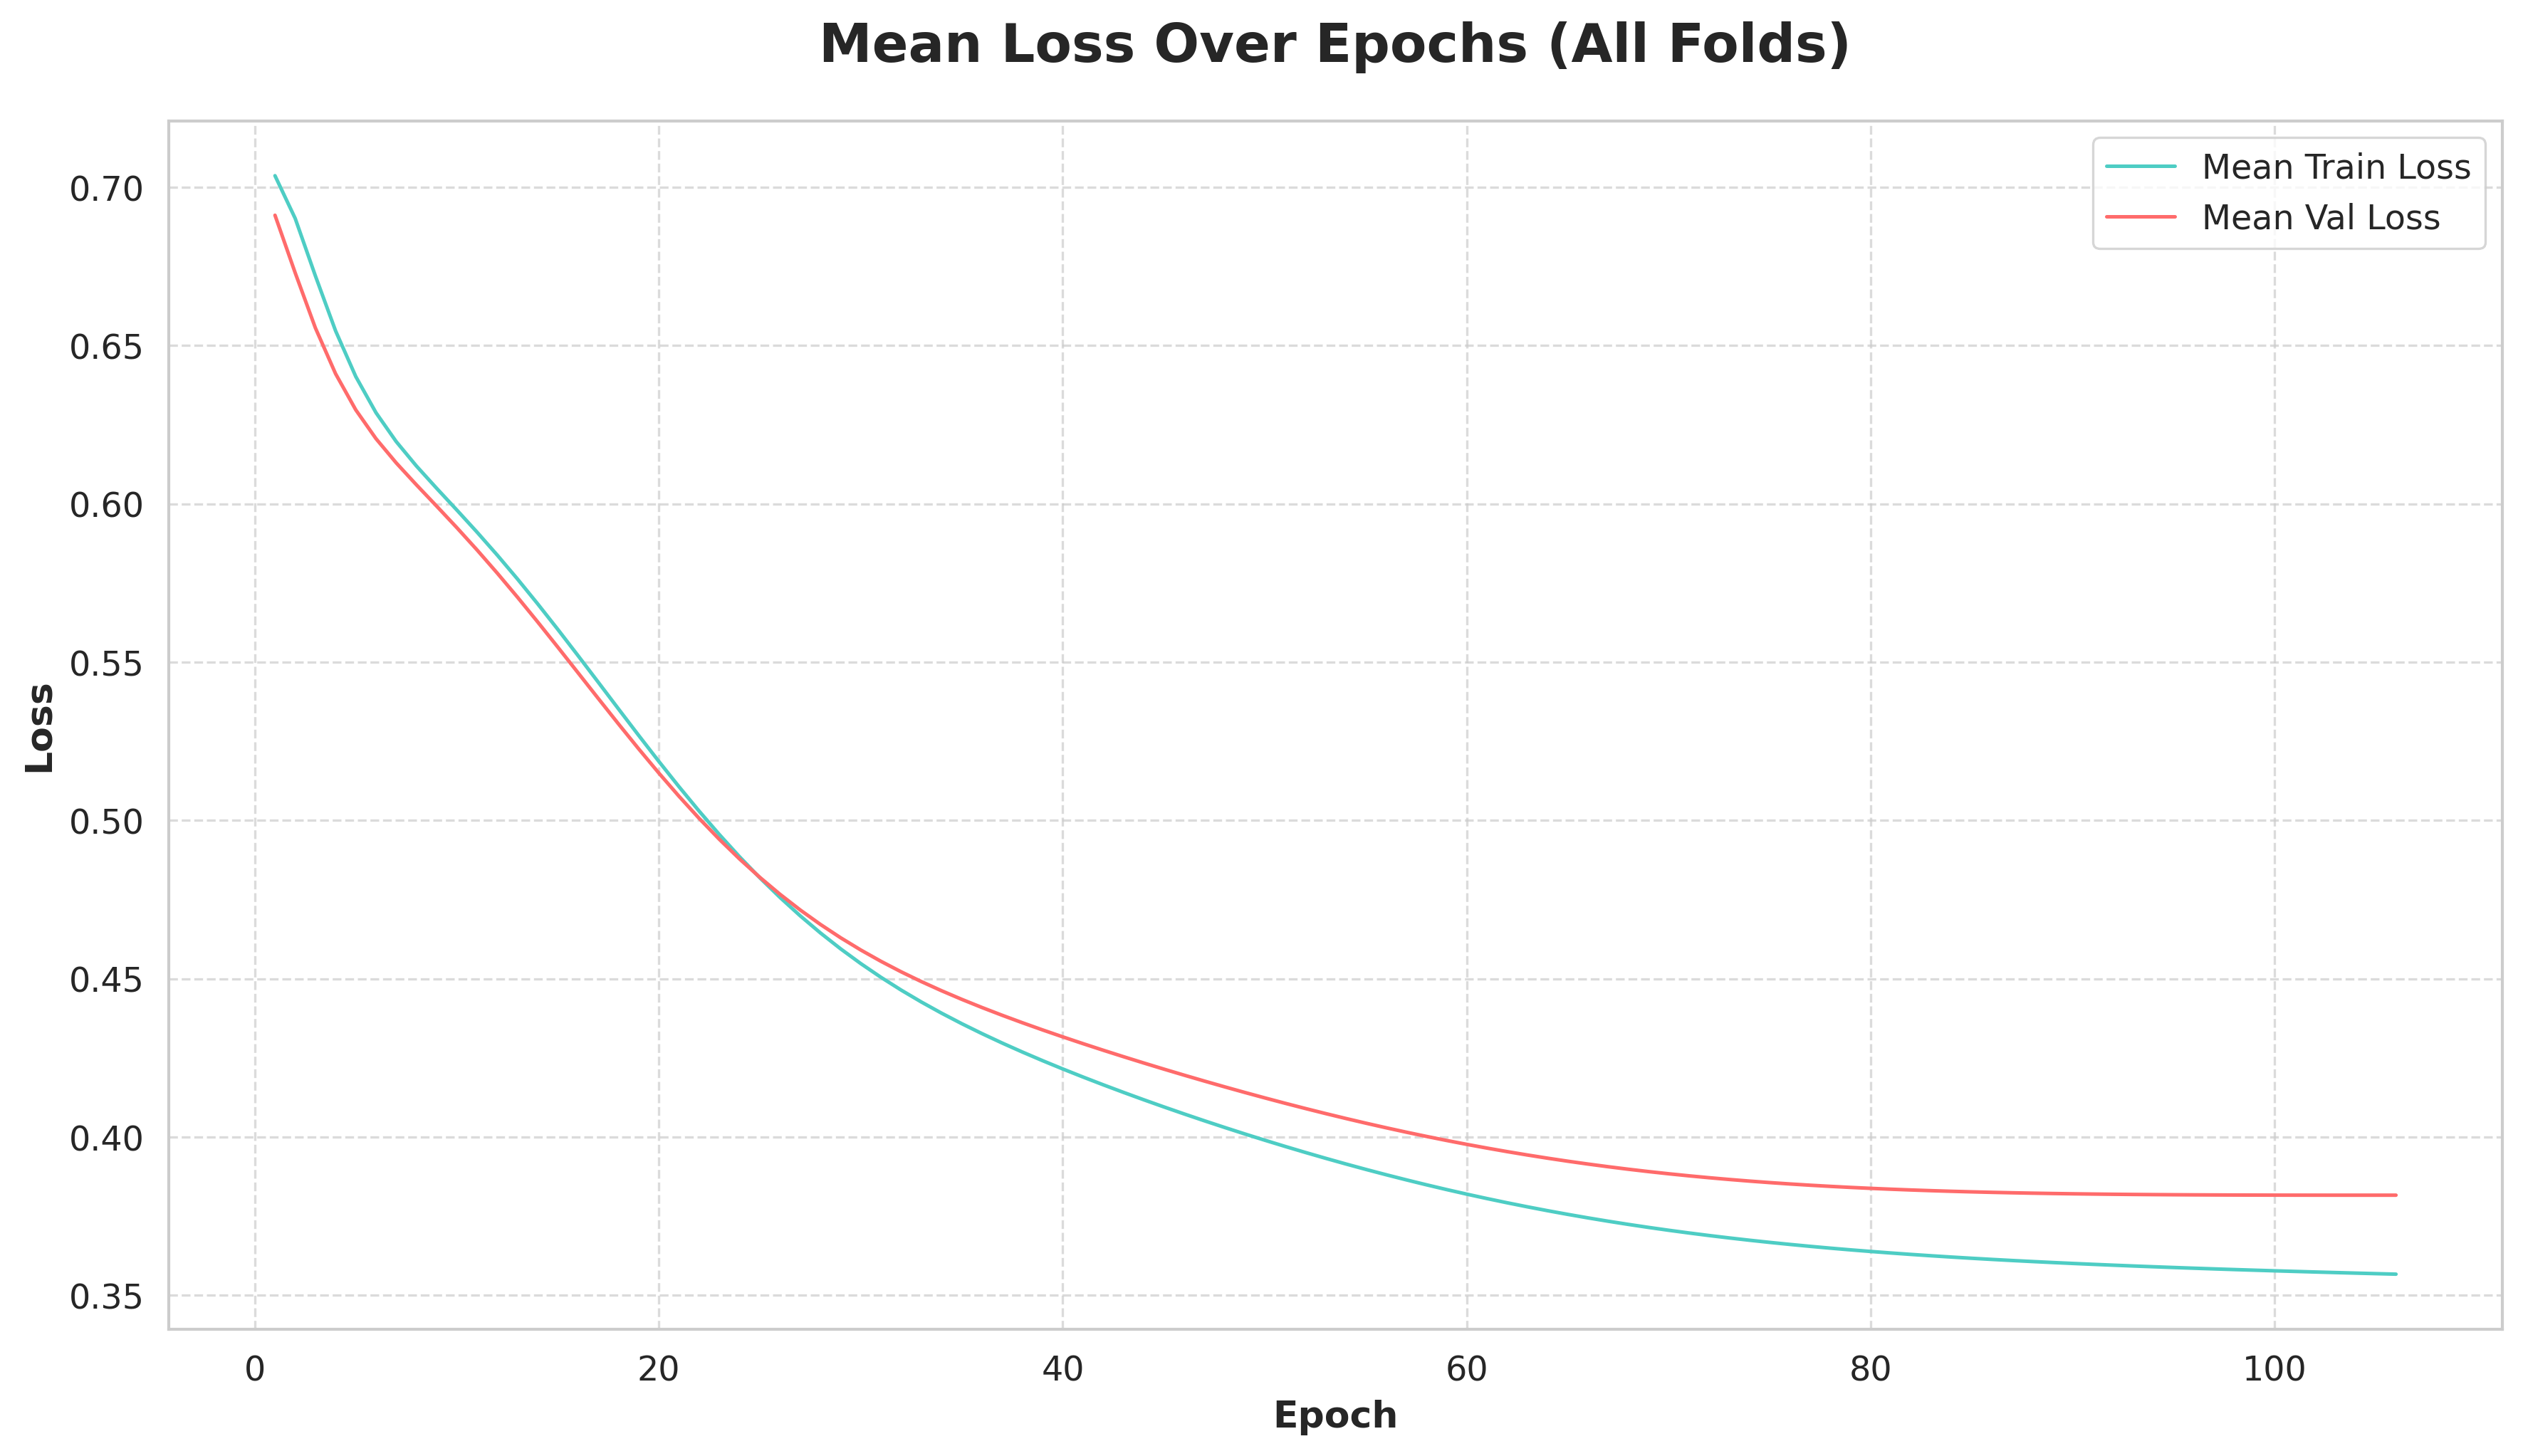 Mean Loss Over Epochs (All Folds)
Mean Train Loss
Mean Val Loss
0.70
0.65
0.60
0.55
0.50
0.45
0.40
0.35
Loss
0 20 40 60 80 100
Epoch